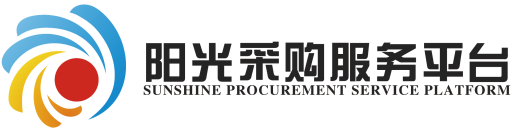 阳光采购服务平台
SUNSHINE PROCUREMENT SERVICE PLATFORM